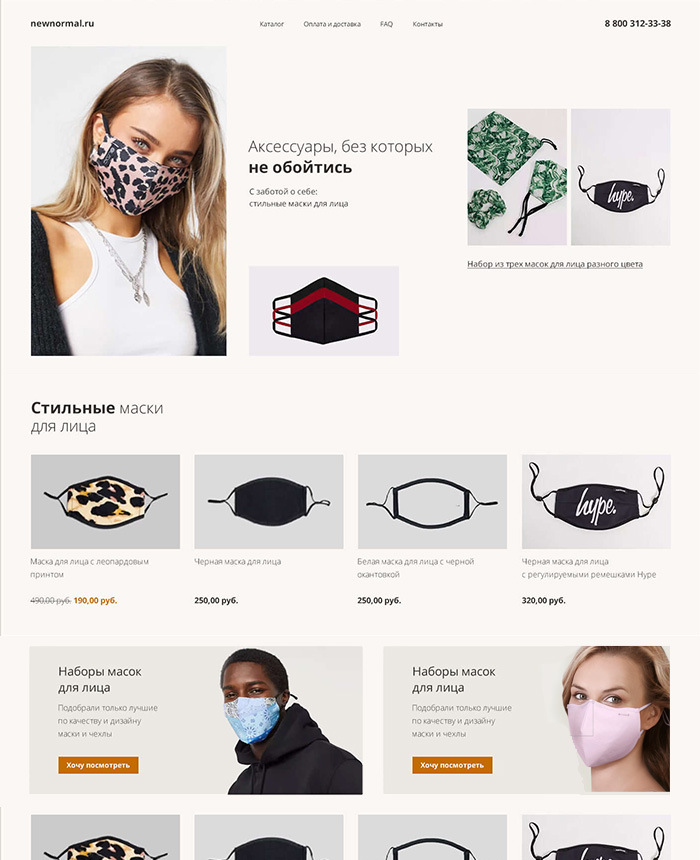 newnormal.ru
Каталог
Оплата и доставка
FAQ
Контакты
8 800 312-33-38
Аксессуары, без которых
не обойтись
С заботой о себе:
стильные маски для лица
hype.
Набор из трех масок для лица разного цвета
Стильные маски
для лица
hype.
Маска для лица с леопардовым
принтом
490,00 руб. 190,00 руб.
Черная маска для лица
250,00 руб.
Белая маска для лица с черной
окантовкой
250,00 руб.
Черная маска для лица
с регулируемыми ремешками Hype
320,00 руб.
Наборы масок
для лица
Подобрали только лучшие
по качеству и дизайну
маски и чехлы
Хочу посмотреть
Наборы масок
для лица
Подобрали только лучшие
по качеству и дизайну
маски и чехлы
Хочу посмотреть
hype.